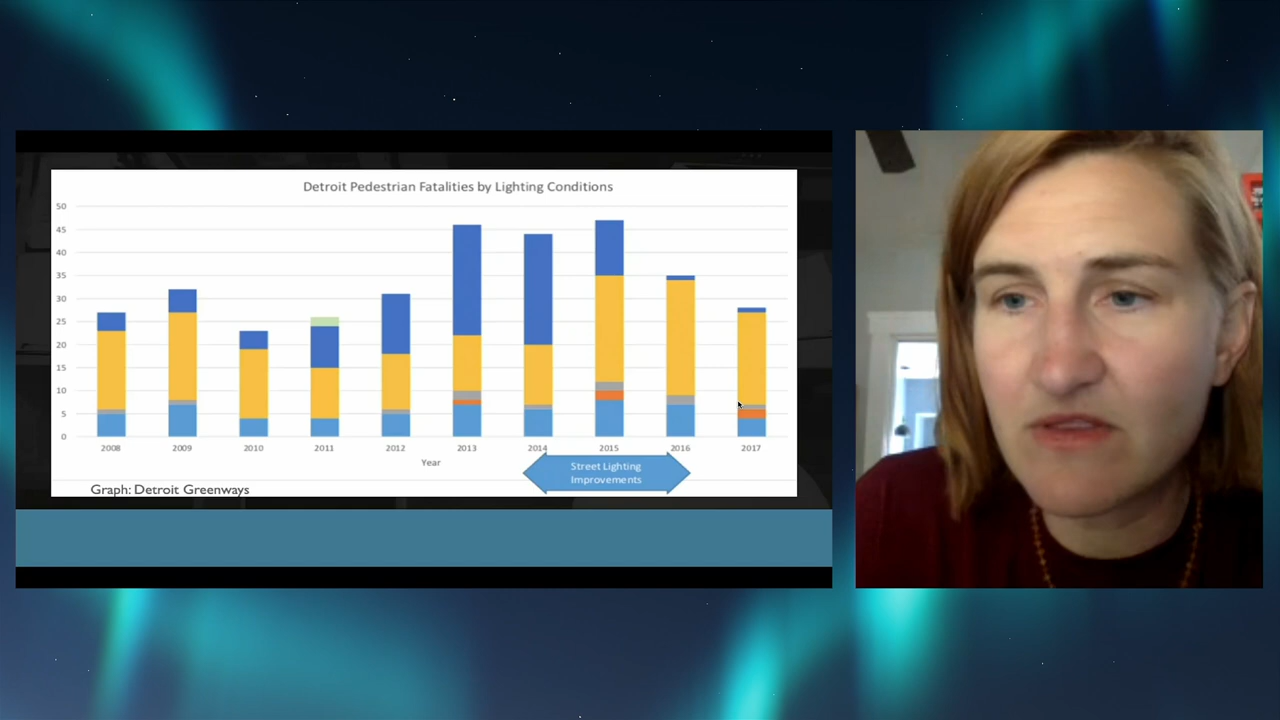 Detroit Pedestrian Fatalities by Lighting Conditions
50
45
40
35
30
25
20
15
10
5
0
2008 2009 2010 2011 2012 2013 2014 2015 2016 2017
Year
Street Lighting
Improvements
Graph: Detroit Greenways